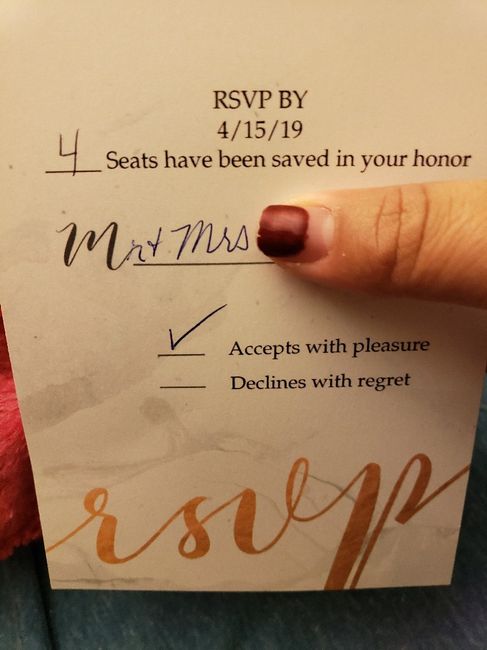 RSVP BY
4/15/19
4 Seats have been saved in your honor
Mr + Mrs
✓ Accepts with pleasure
Declines with regret
rsvp